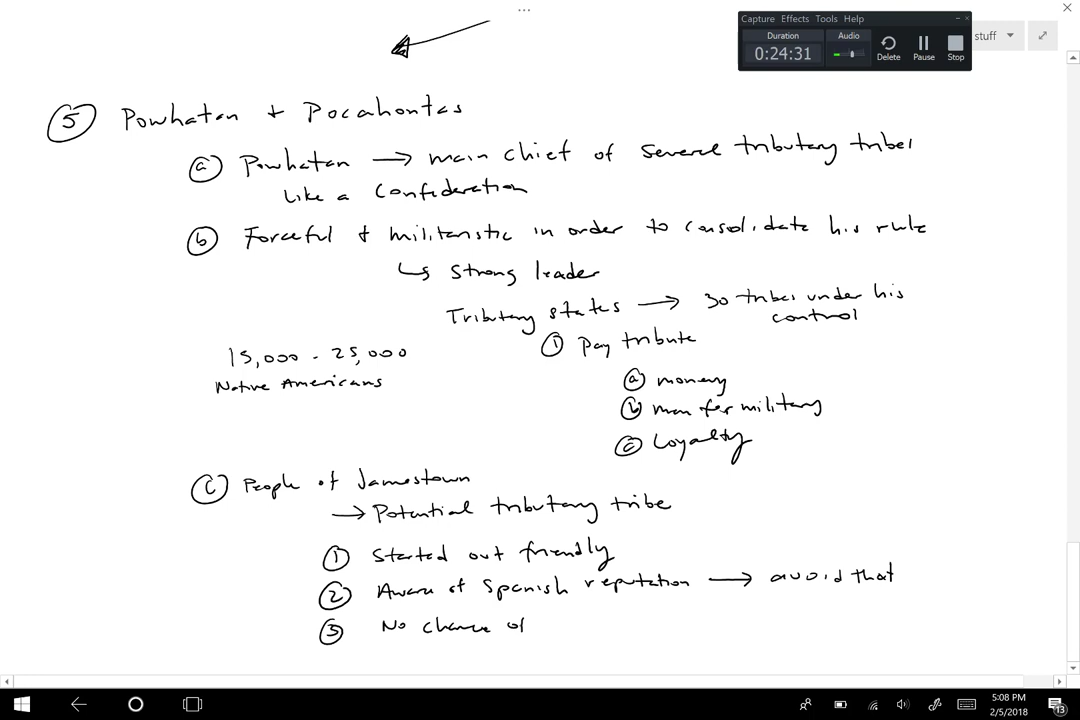 ...
Capture Effects Tools Help
Duration Audio
0:24:31 Delete Pause Stop
stuff
5 Powhatan + Pocahontas
a Powhatan → main chief of several tributary tribes
like a confederation
b Forceful + militaristic in order to consolidate his rule
↳ strong leader
Tributary states → 30 tribes under his
control
1 Pay tribute
15,000 - 25,000
Native Americans
a money
b men for military
c Loyalty
C People of Jamestown
→ Potential tributary tribe
1 Started out friendly
2 Aware of Spanish reputation → avoid that
3 No chance of
5:08 PM
2/5/2018
13